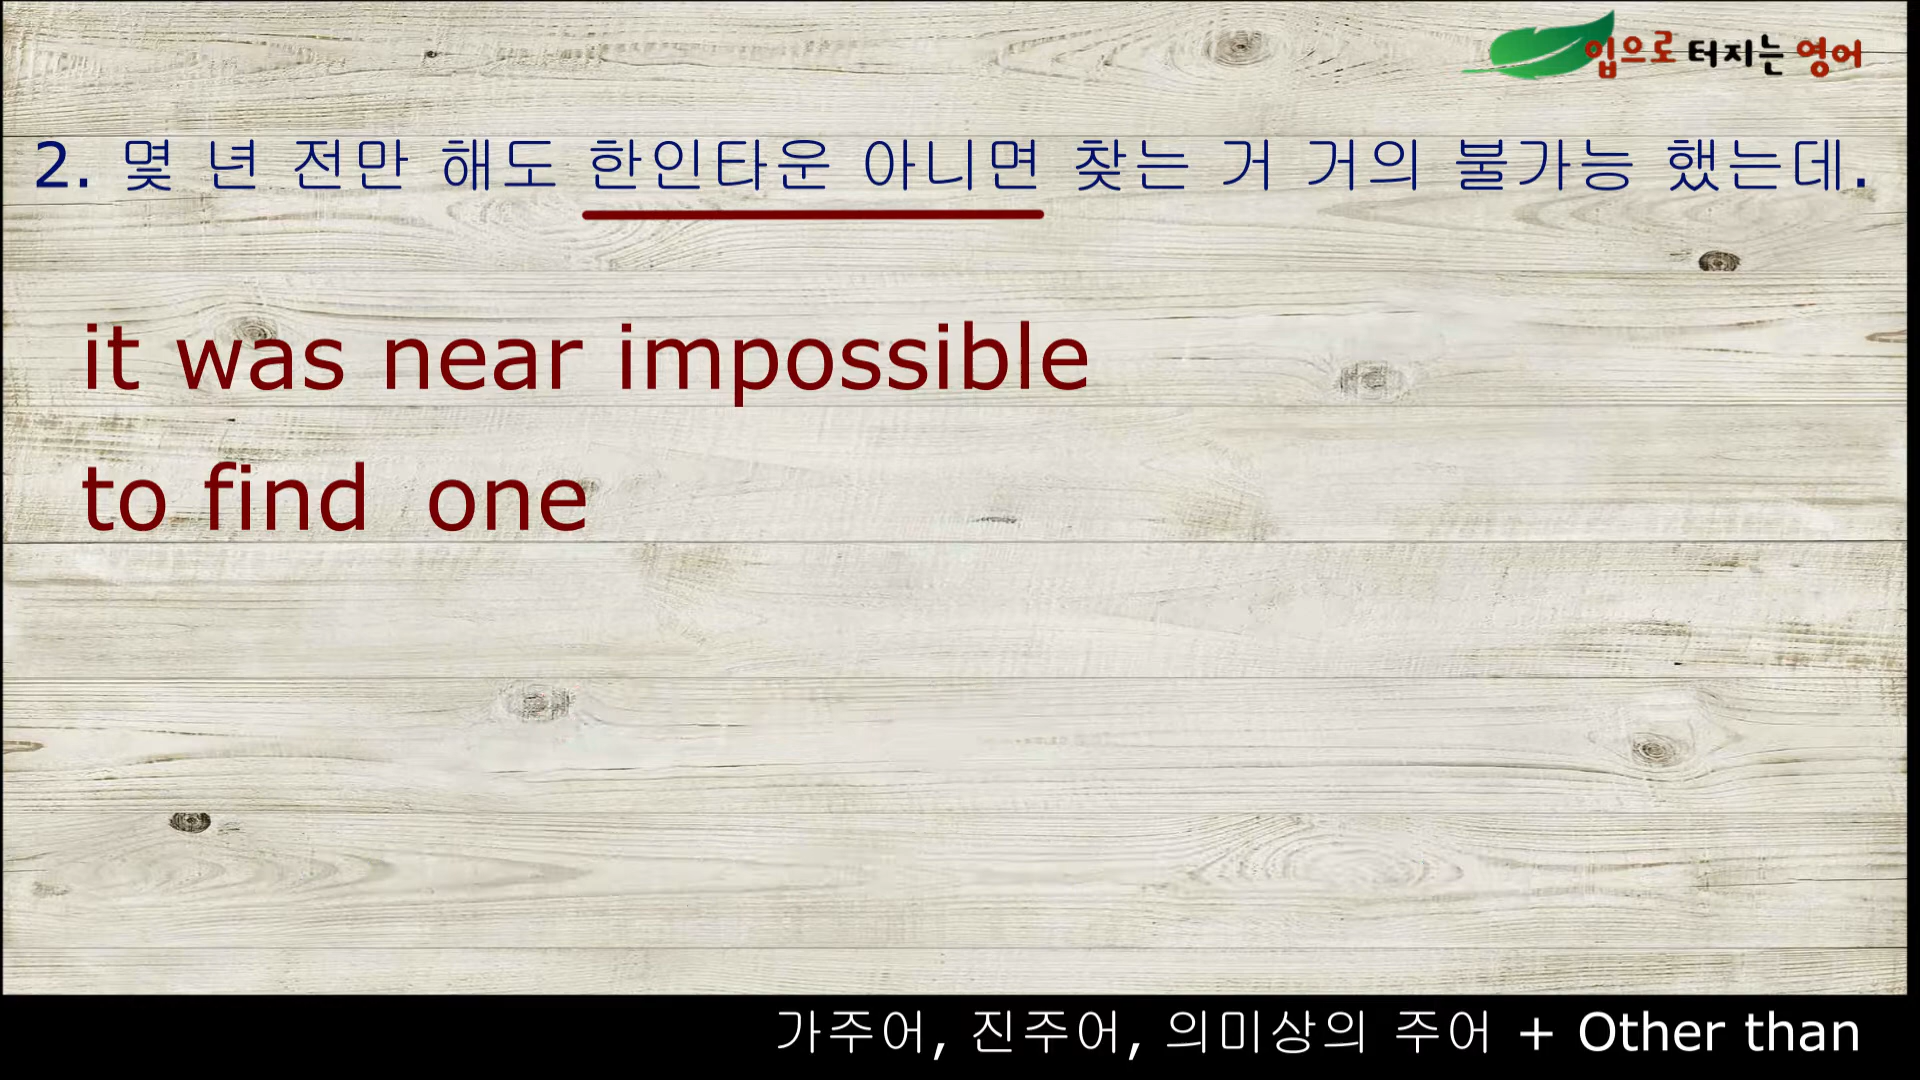 입으로 터지는 영어
2. 몇 년 전만 해도 한인타운 아니면 찾는 거 거의 불가능 했는데.
it was near impossible
to find one
가주어, 진주어, 의미상의 주어 + Other than